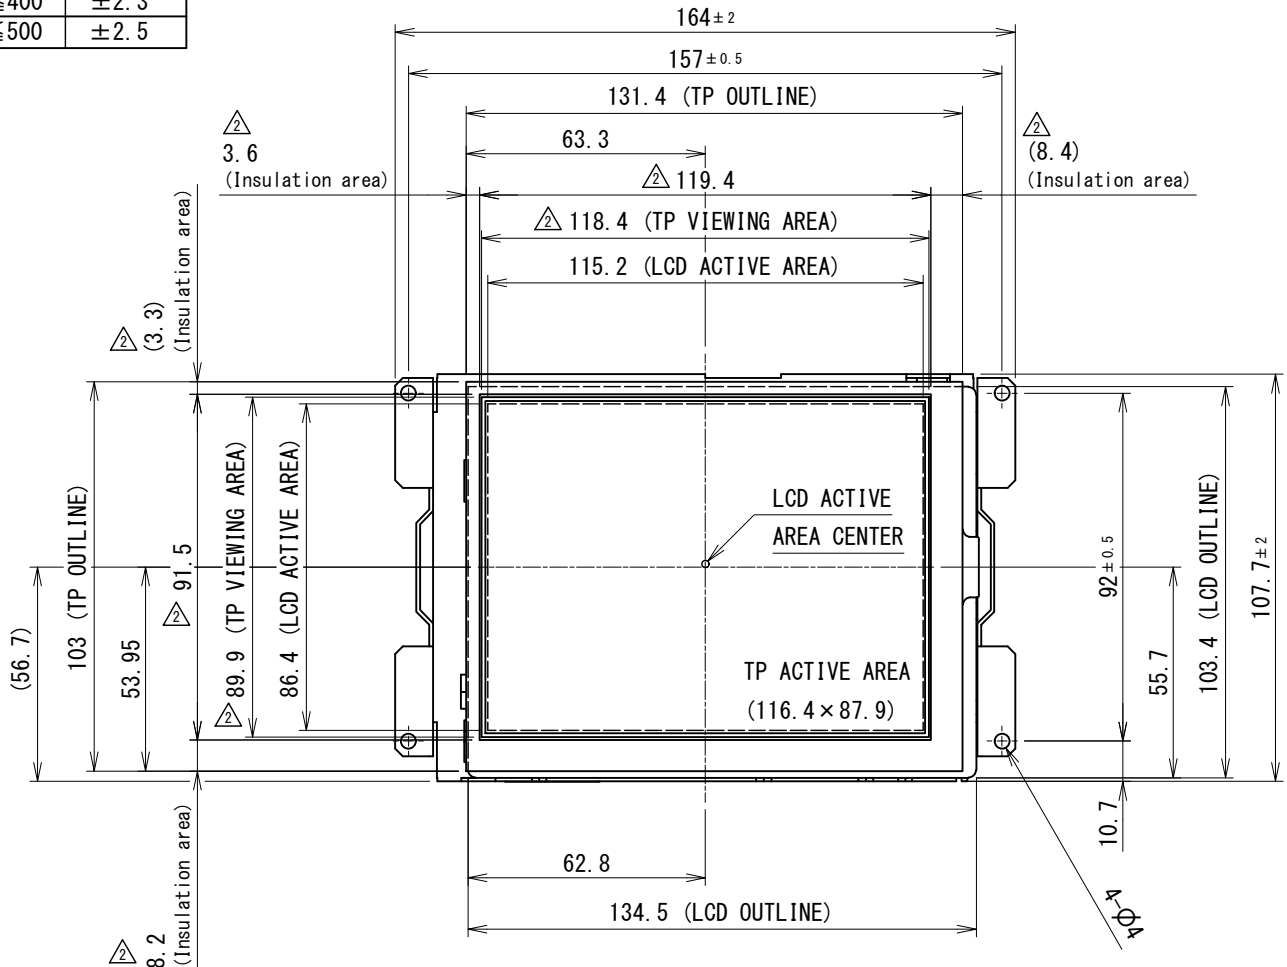 ≦400 ±2.3
≦500 ±2.5
164±2
157±0.5
131.4 (TP OUTLINE)
63.3
2
3.6
(Insulation area)
2
(8.4)
(Insulation area)
2 119.4
2 118.4 (TP VIEWING AREA)
115.2 (LCD ACTIVE AREA)
2 (3.3)
(Insulation area)
(56.7)
103 (TP OUTLINE)
53.95
2 91.5
2 89.9 (TP VIEWING AREA)
86.4 (LCD ACTIVE AREA)
LCD ACTIVE
AREA CENTER
TP ACTIVE AREA
(116.4×87.9)
92±0.5
55.7
103.4 (LCD OUTLINE)
107.7±2
10.7
4-Φ4
62.8
134.5 (LCD OUTLINE)
2 8.2
(Insulation area)